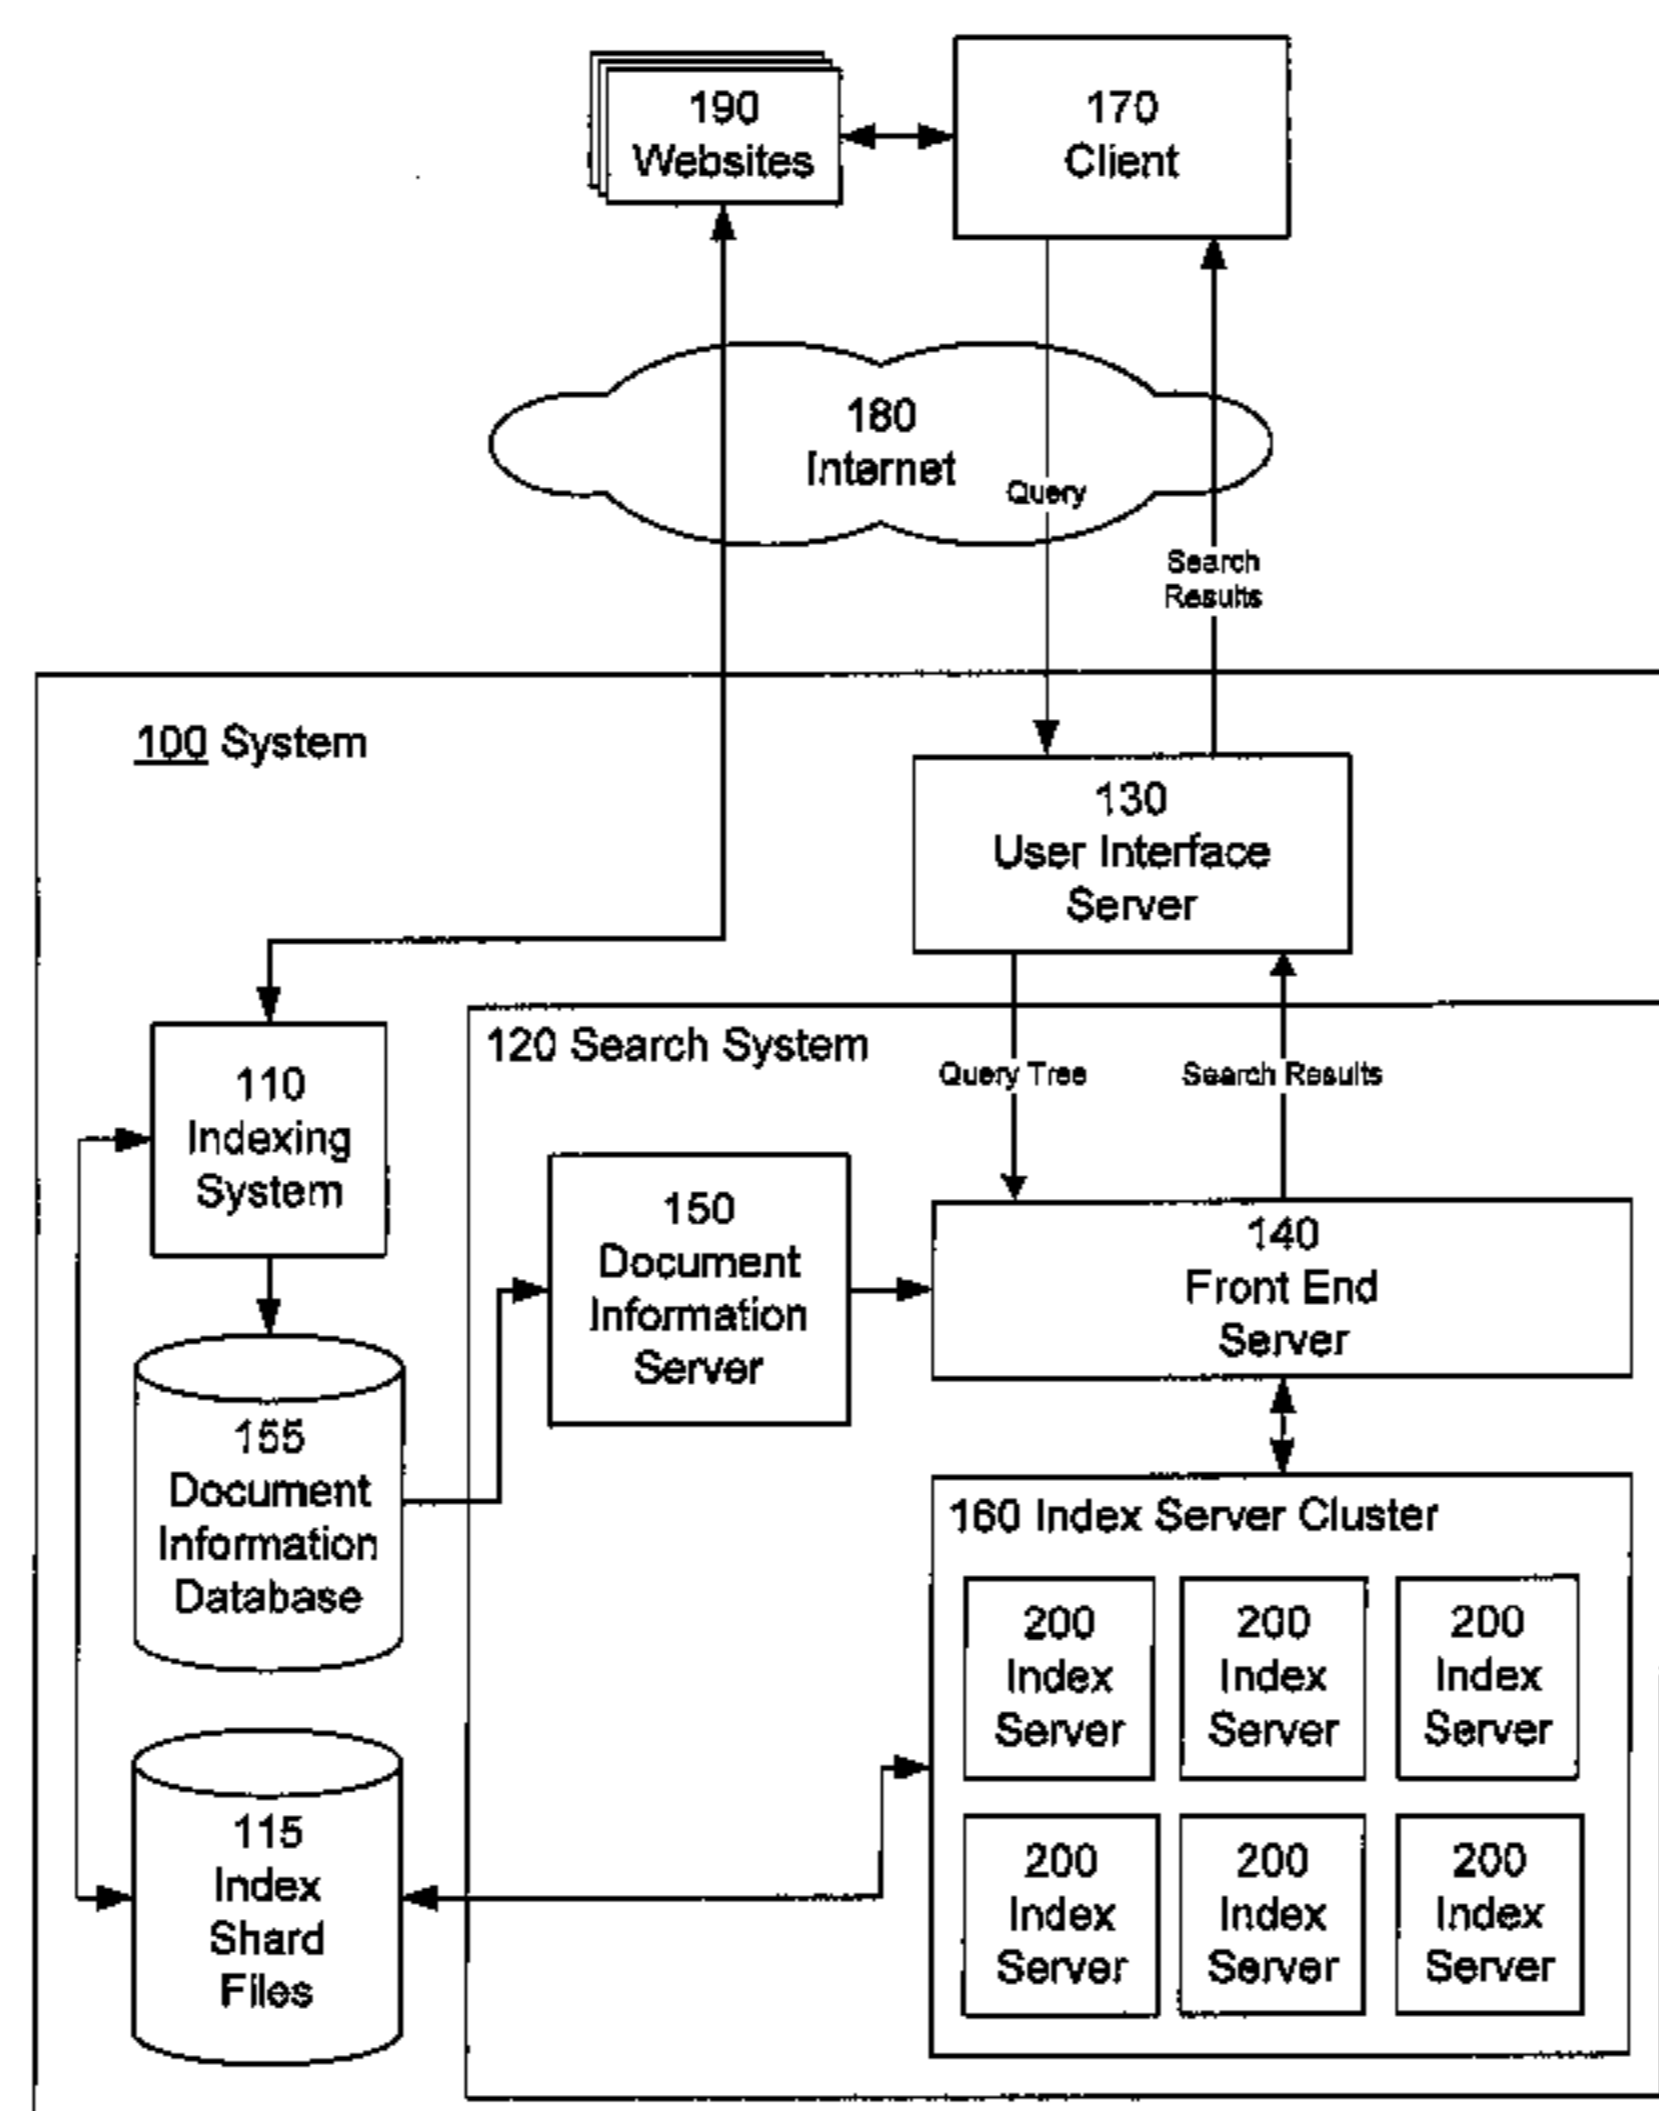 190
Websites
170
Client
180
Internet
Query
Search
Results
100 System
130
User Interface
Server
110
Indexing
System
120 Search System
Query Tree
Search Results
150
Document
Information
Server
140
Front End
Server
155
Document
Information
Database
160 Index Server Cluster
200
Index
Server
200
Index
Server
200
Index
Server
115
Index
Shard
Files
200
Index
Server
200
Index
Server
200
Index
Server